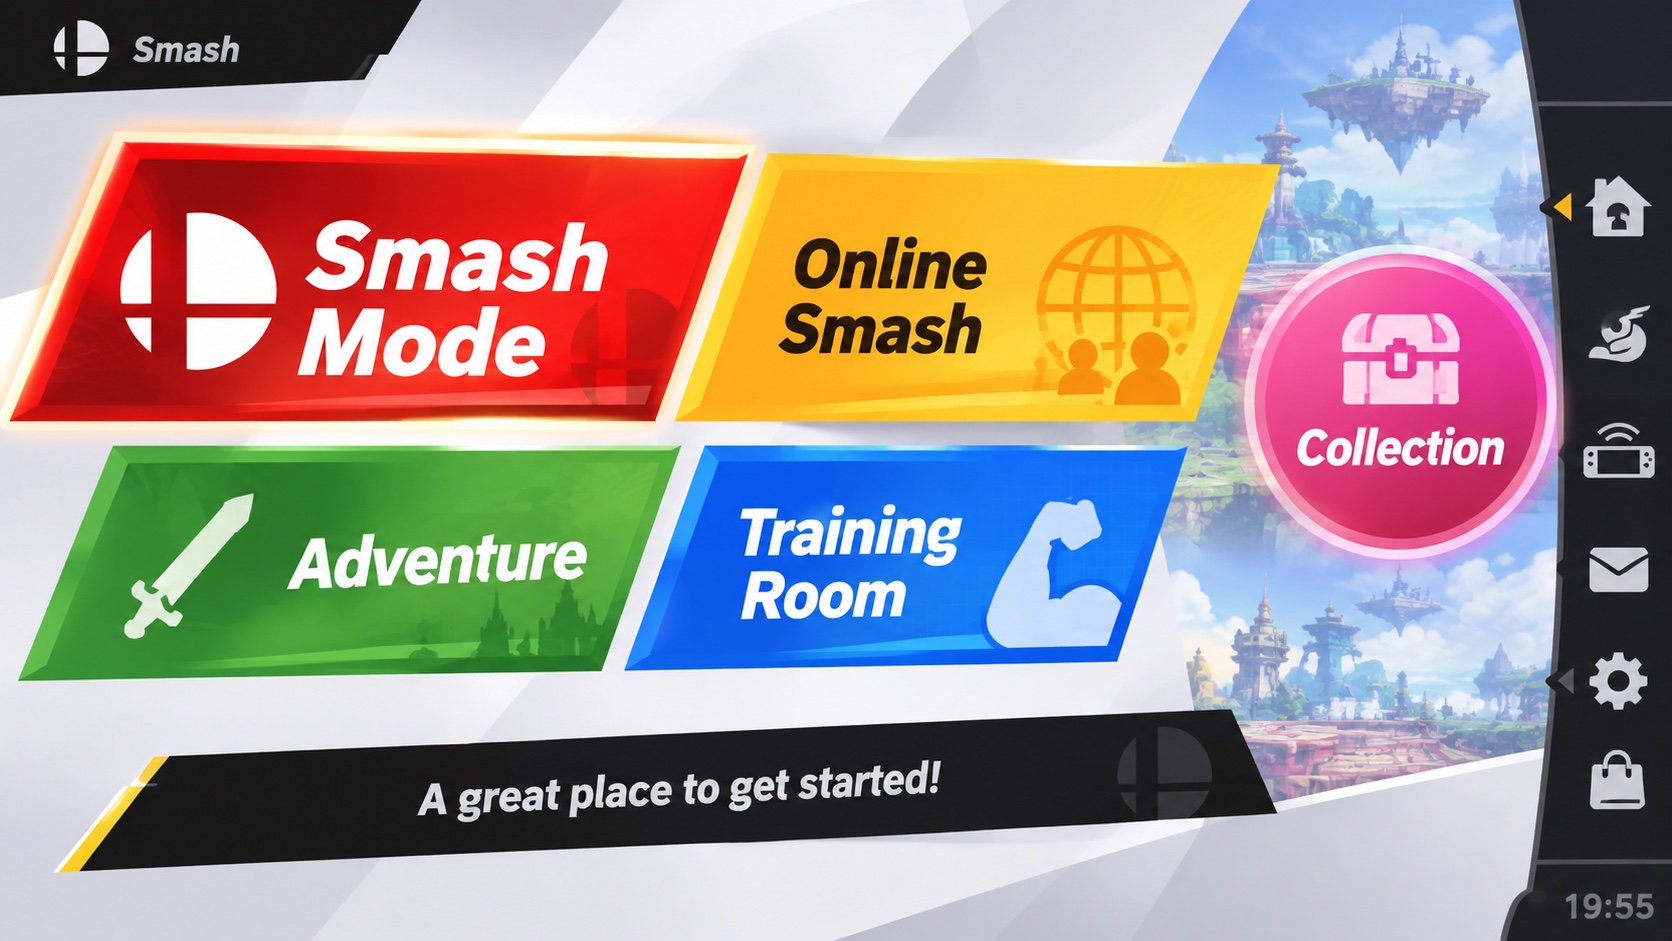 Smash
Smash
Mode
Online
Smash
Collection
Adventure
Training
Room
A great place to get started!
19:55